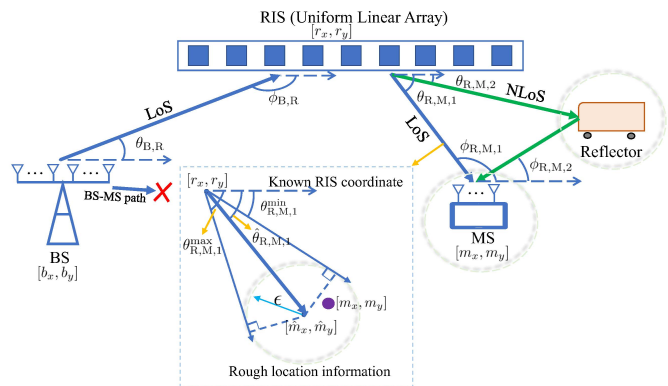 RIS (Uniform Linear Array)
[r_x, r_y]
LoS
ϕ_B,R
θ_B,R
θ_R,M,1
θ_R,M,2
NLoS
LoS
ϕ_R,M,1
ϕ_R,M,2
Reflector
...
...
BS-MS path
BS
[b_x, b_y]
...
MS
[m_x, m_y]
[r_x, r_y]
Known RIS coordinate
θ^min_R,M,1
θ^max_R,M,1
θ̂_R,M,1
ϵ
[m_x, m_y]
[m̂_x, m̂_y]
Rough location information